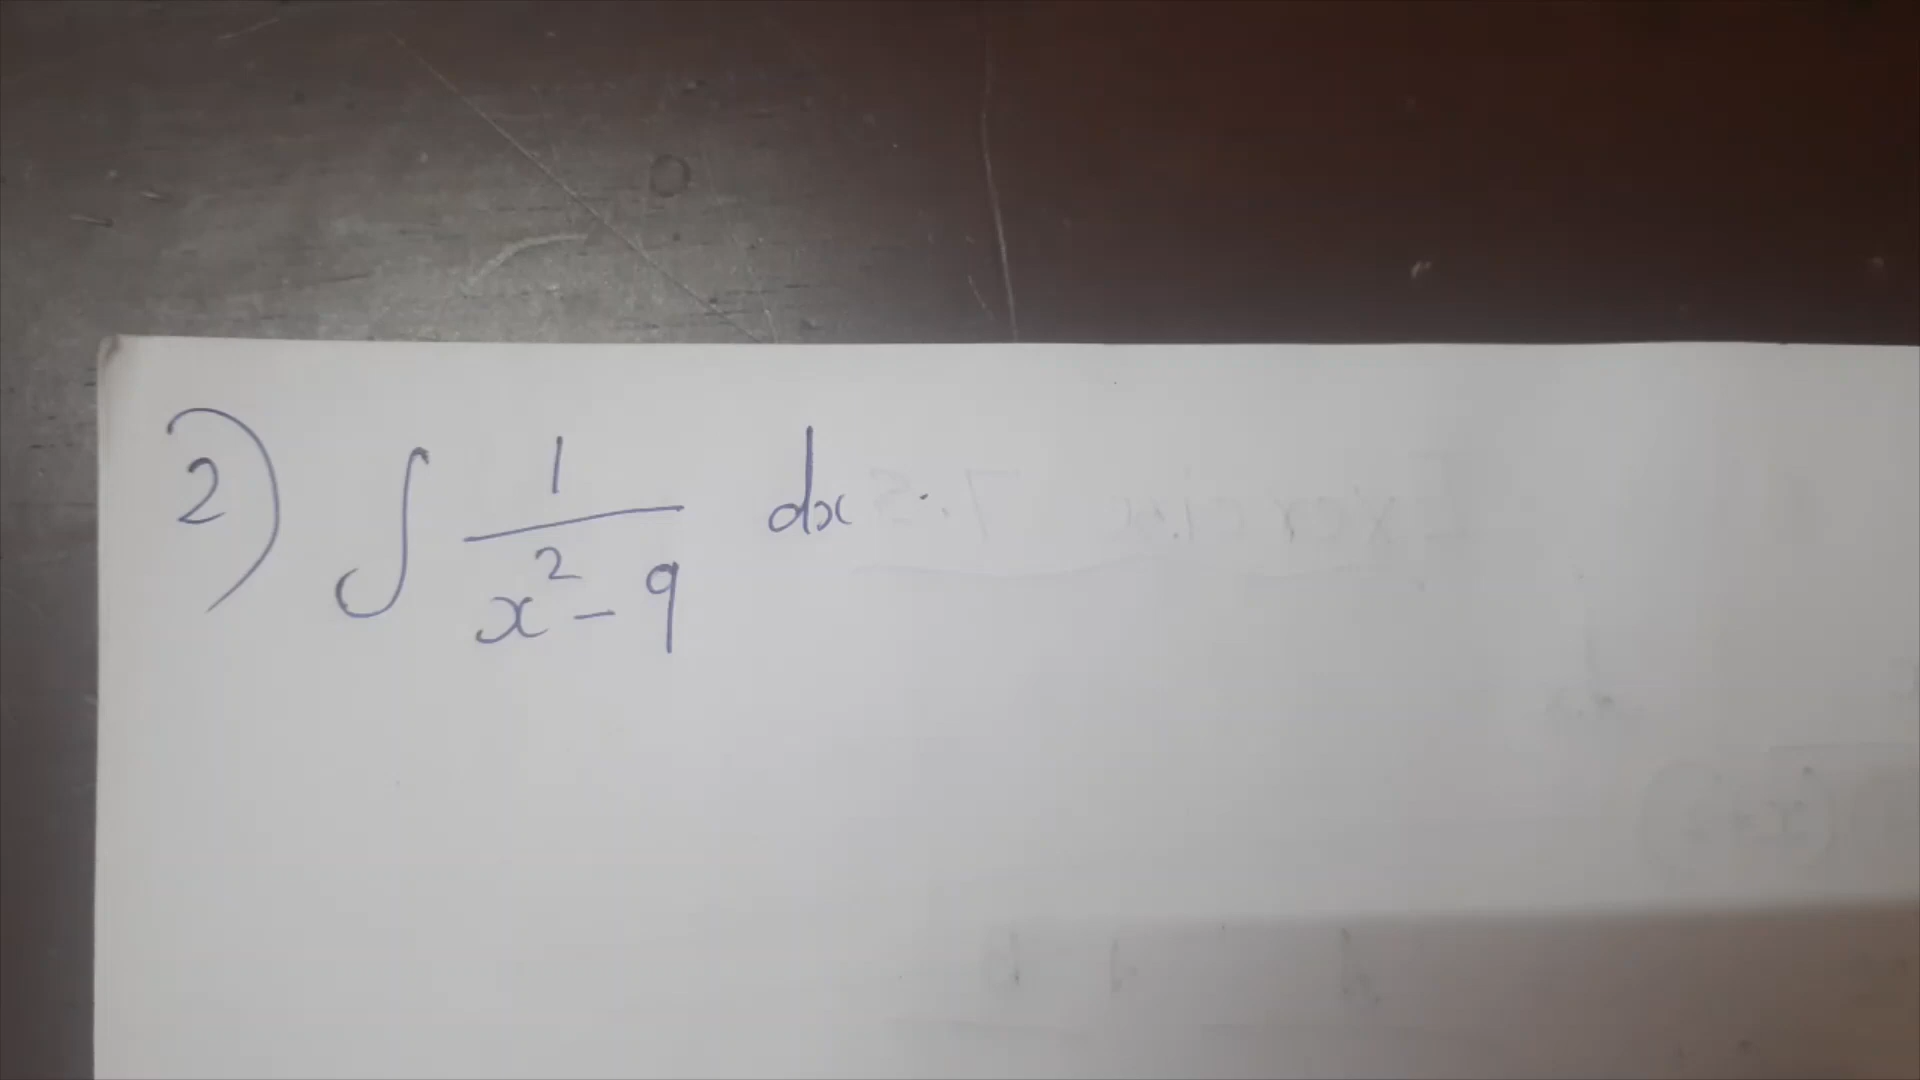 2) ∫ 1/(x² - 9) dx.